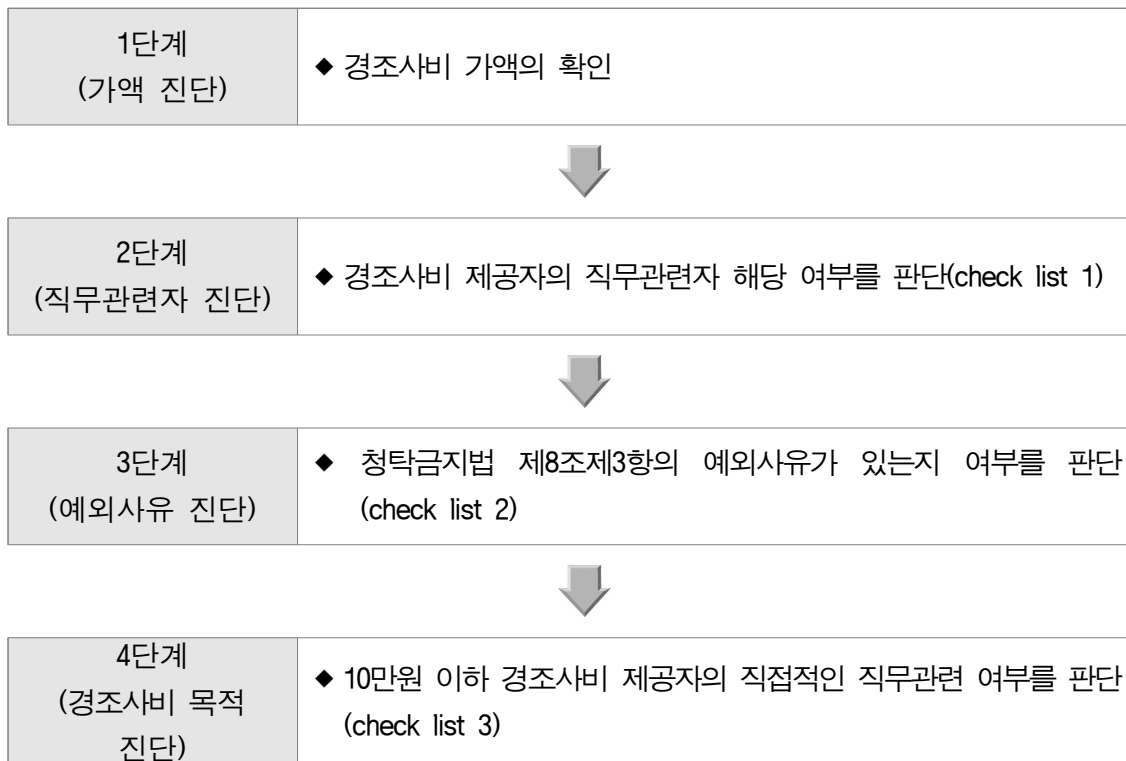 1단계
(가액 진단)
◆ 경조사비 가액의 확인
2단계
(직무관련자 진단)
◆ 경조사비 제공자의 직무관련자 해당 여부를 판단(check list 1)
3단계
(예외사유 진단)
◆ 청탁금지법 제8조제3항의 예외사유가 있는지 여부를 판단
(check list 2)
4단계
(경조사비 목적
진단)
◆ 10만원 이하 경조사비 제공자의 직접적인 직무관련 여부를 판단
(check list 3)